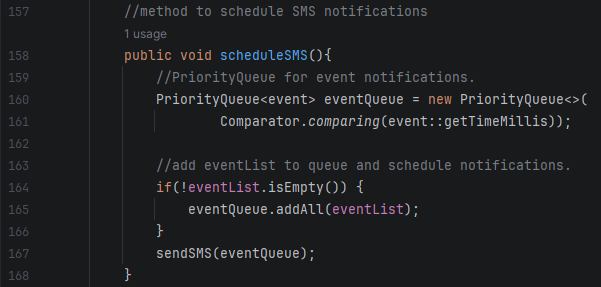 157 //method to schedule SMS notifications
1 usage
158 public void scheduleSMS(){
159 //PriorityQueue for event notifications.
160 PriorityQueue<event> eventQueue = new PriorityQueue<>(
161 Comparator.comparing(event::getTimeMillis));
162
163 //add eventList to queue and schedule notifications.
164 if(!eventList.isEmpty()) {
165 eventQueue.addAll(eventList);
166 }
167 sendSMS(eventQueue);
168 }